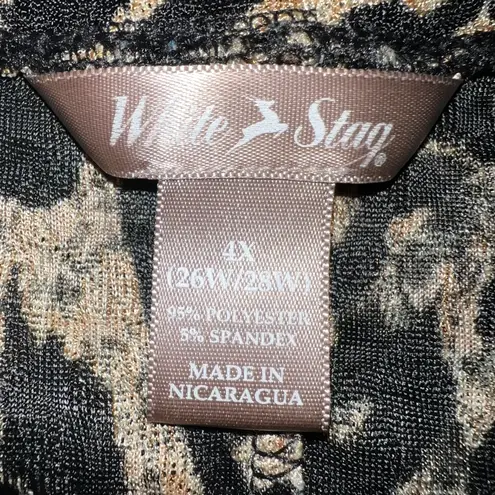 White Stag®
4X
(26W/28W)
95% POLYESTER
5% SPANDEX
MADE IN
NICARAGUA